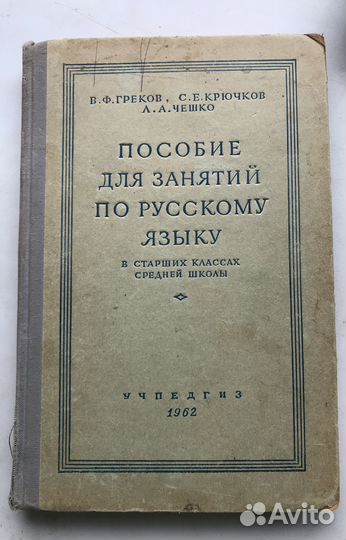 В.Ф.ГРЕКОВ, С.Е.КРЮЧКОВ
Л.А.ЧЕШКО
ПОСОБИЕ
ДЛЯ ЗАНЯТИЙ
ПО РУССКОМУ
ЯЗЫКУ
В СТАРШИХ КЛАССАХ
СРЕДНЕЙ ШКОЛЫ
УЧПЕДГИЗ
1962
Avito